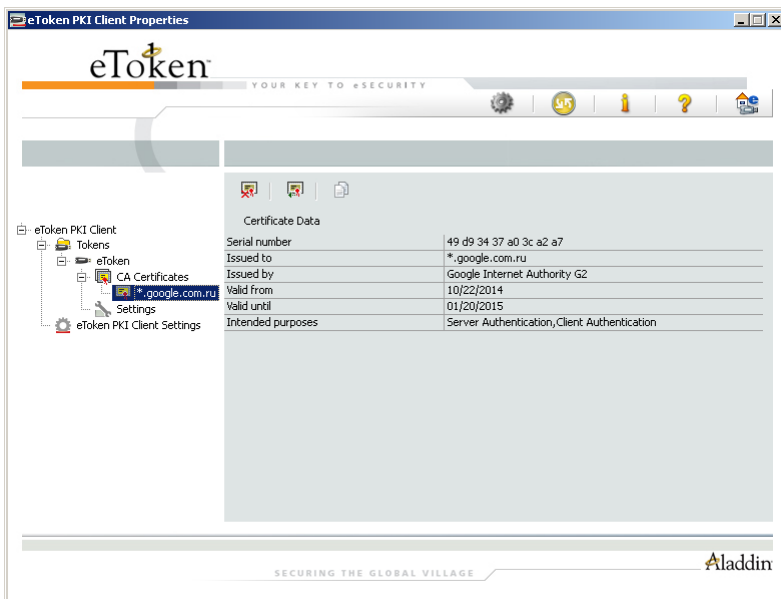 eToken PKI Client Properties
eToken
YOUR KEY TO eSECURITY
eToken PKI Client
Tokens
eToken
CA Certificates
*.google.com.ru
Settings
eToken PKI Client Settings
Certificate Data
Serial number 49 d9 34 37 a0 3c a2 a7
Issued to *.google.com.ru
Issued by Google Internet Authority G2
Valid from 10/22/2014
Valid until 01/20/2015
Intended purposes Server Authentication,Client Authentication
SECURING THE GLOBAL VILLAGE
Aladdin